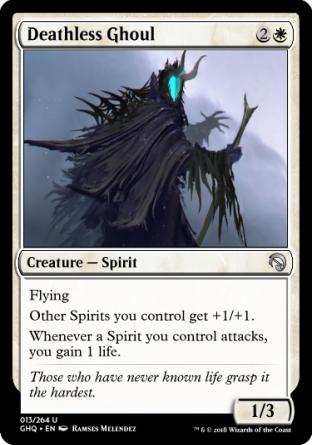 Deathless Ghoul 2
Creature — Spirit
Flying
Other Spirits you control get +1/+1.
Whenever a Spirit you control attacks,
you gain 1 life.
Those who have never known life grasp it
the hardest.
1/3
013/264 U
GHQ • EN Ramses Melendez
™ & © 2018 Wizards of the Coast